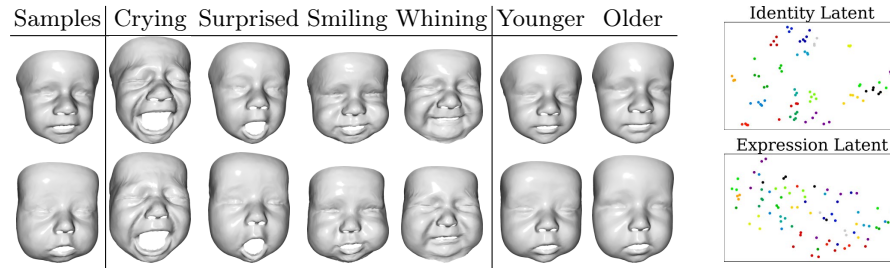 Samples Crying Surprised Smiling Whining Younger Older
Identity Latent
Expression Latent